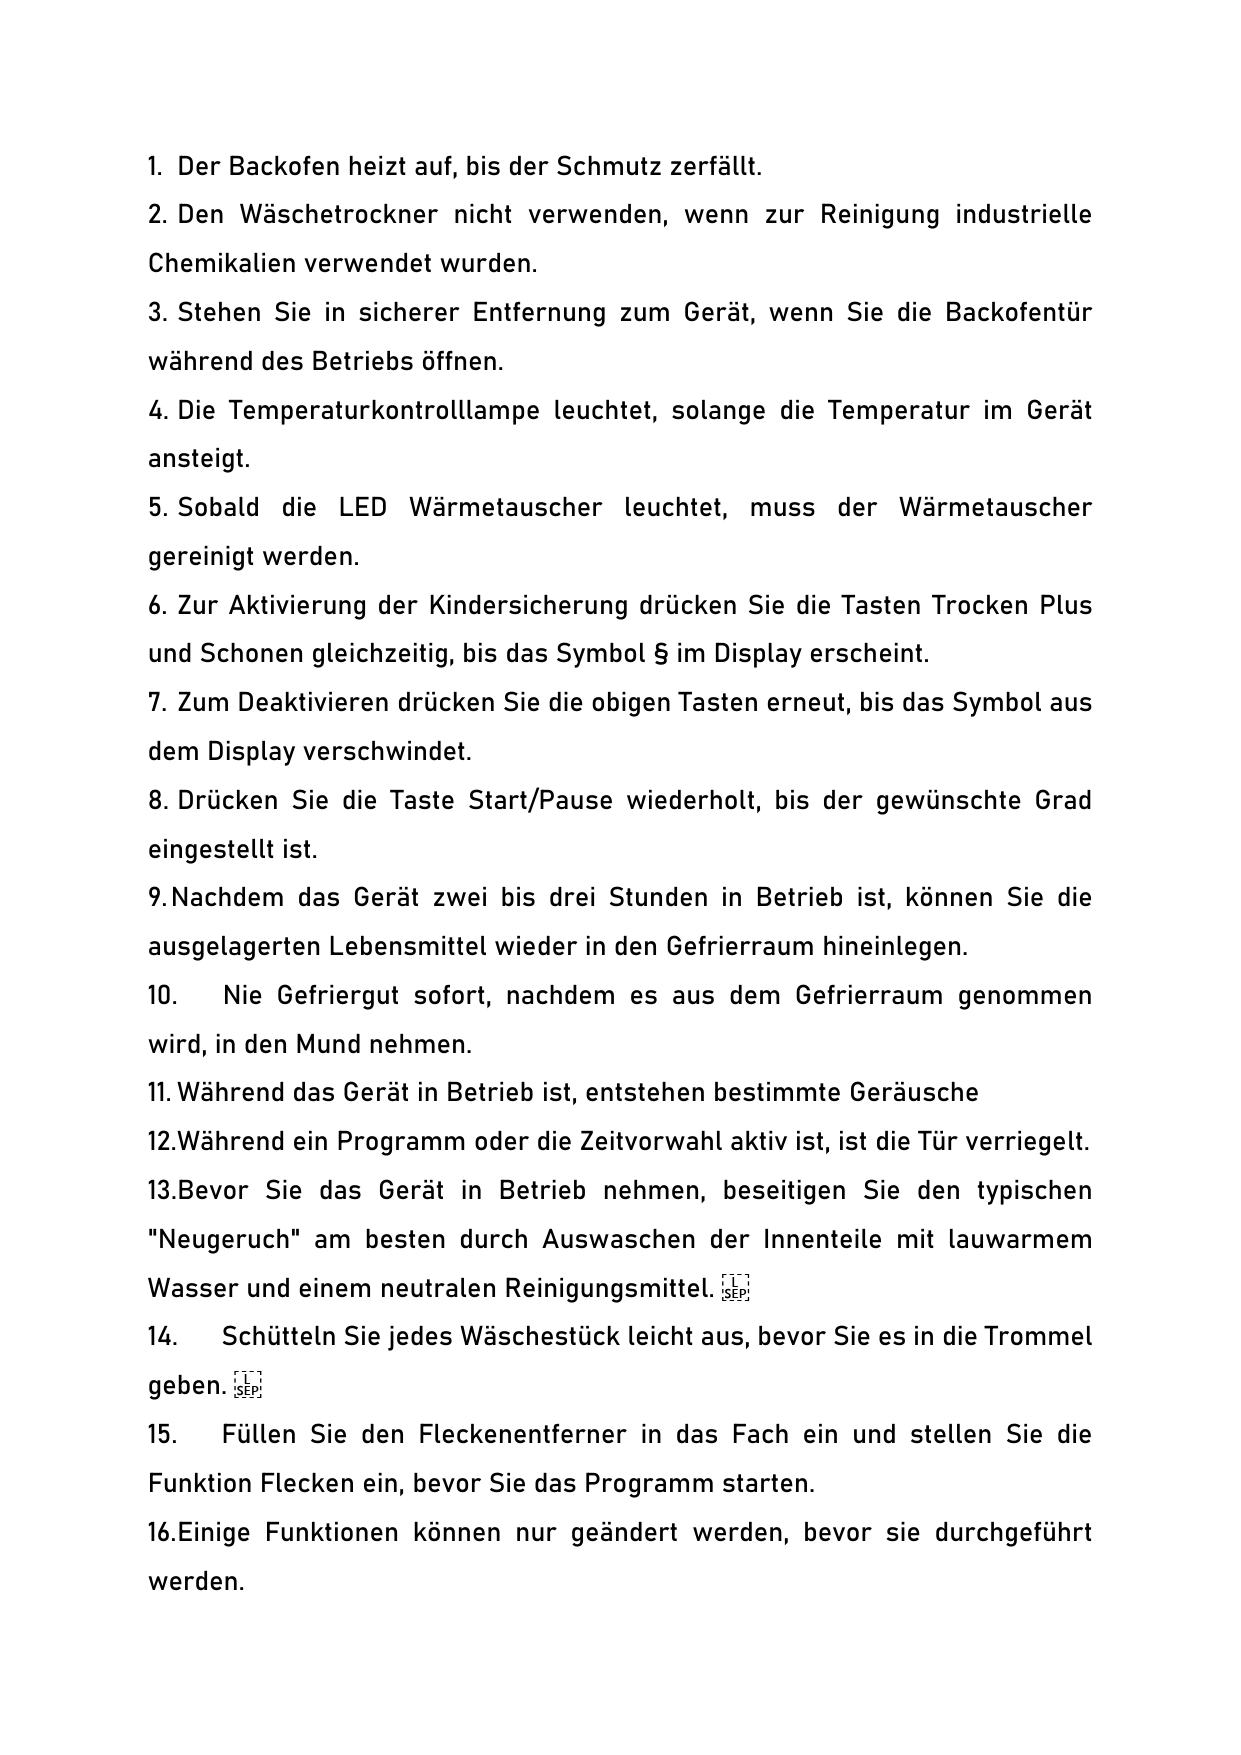 1. Der Backofen heizt auf, bis der Schmutz zerfällt.
2. Den Wäschetrockner nicht verwenden, wenn zur Reinigung industrielle
Chemikalien verwendet wurden.
3. Stehen Sie in sicherer Entfernung zum Gerät, wenn Sie die Backofentür
während des Betriebs öffnen.
4. Die Temperaturkontrolllampe leuchtet, solange die Temperatur im Gerät
ansteigt.
5. Sobald die LED Wärmetauscher leuchtet, muss der Wärmetauscher
gereinigt werden.
6. Zur Aktivierung der Kindersicherung drücken Sie die Tasten Trocken Plus
und Schonen gleichzeitig, bis das Symbol § im Display erscheint.
7. Zum Deaktivieren drücken Sie die obigen Tasten erneut, bis das Symbol aus
dem Display verschwindet.
8. Drücken Sie die Taste Start/Pause wiederholt, bis der gewünschte Grad
eingestellt ist.
9. Nachdem das Gerät zwei bis drei Stunden in Betrieb ist, können Sie die
ausgelagerten Lebensmittel wieder in den Gefrierraum hineinlegen.
10. Nie Gefriergut sofort, nachdem es aus dem Gefrierraum genommen
wird, in den Mund nehmen.
11. Während das Gerät in Betrieb ist, entstehen bestimmte Geräusche
12.Während ein Programm oder die Zeitvorwahl aktiv ist, ist die Tür verriegelt.
13.Bevor Sie das Gerät in Betrieb nehmen, beseitigen Sie den typischen
"Neugeruch" am besten durch Auswaschen der Innenteile mit lauwarmem
Wasser und einem neutralen Reinigungsmittel. L SEP
14. Schütteln Sie jedes Wäschestück leicht aus, bevor Sie es in die Trommel
geben. L SEP
15. Füllen Sie den Fleckenentferner in das Fach ein und stellen Sie die
Funktion Flecken ein, bevor Sie das Programm starten.
16.Einige Funktionen können nur geändert werden, bevor sie durchgeführt
werden.